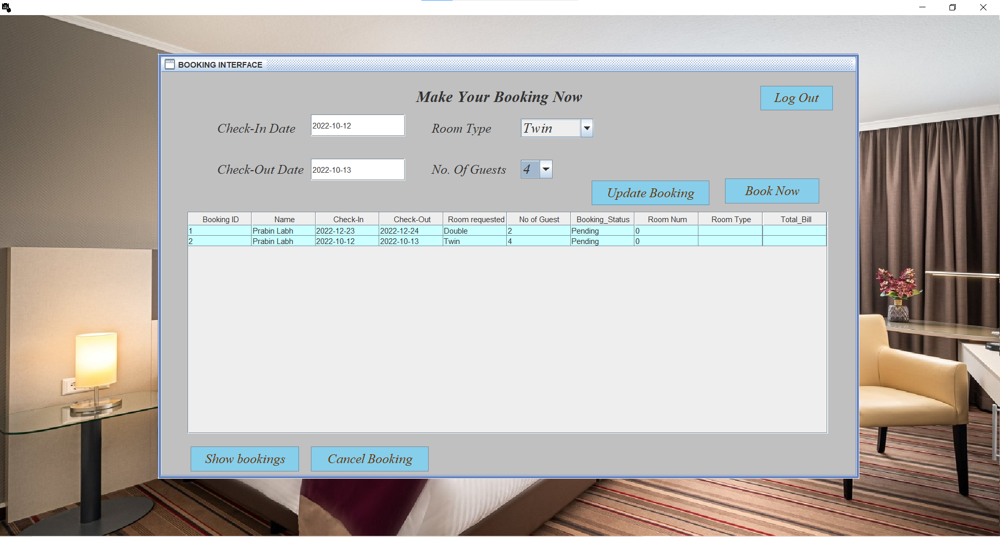 BOOKING INTERFACE
Make Your Booking Now
Log Out
Check-In Date 2022-10-12 Room Type Twin
Check-Out Date 2022-10-13 No. Of Guests 4
Update Booking Book Now
Booking ID Name Check-In Check-Out Room requested No of Guest Booking_Status Room Num Room Type Total_Bill
1 Prabin Labh 2022-12-23 2022-12-24 Double 2 Pending 0
2 Prabin Labh 2022-10-12 2022-10-13 Twin 4 Pending 0
Show bookings Cancel Booking